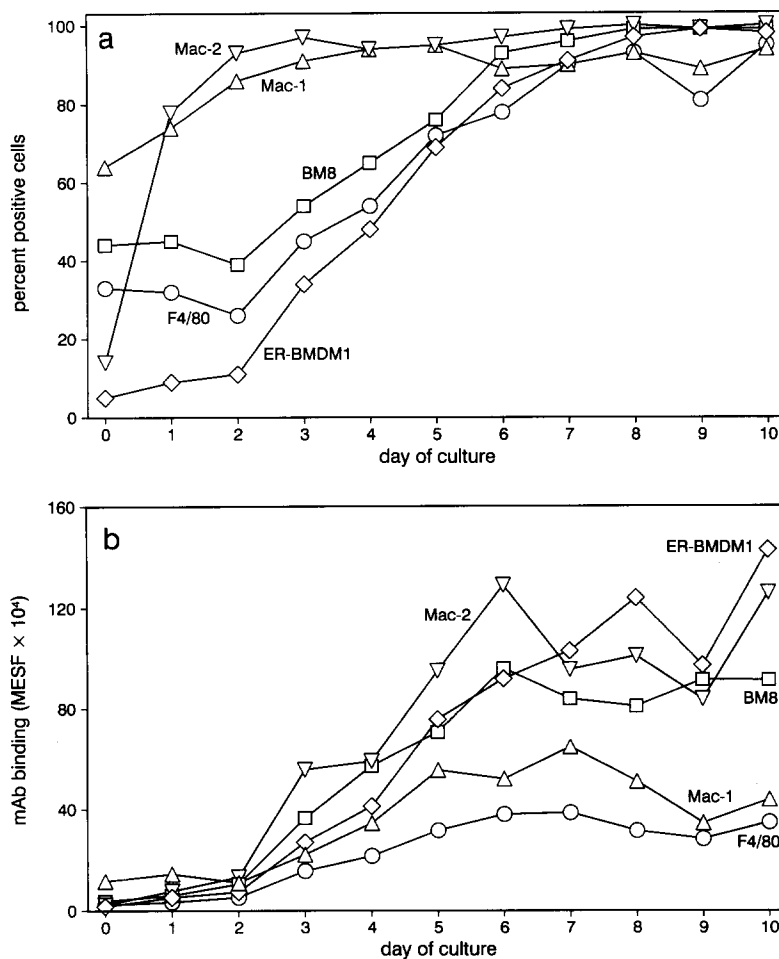 a
percent positive cells
100
80
60
40
20
0
Mac-2
Mac-1
BM8
F4/80
ER-BMDM1
0 1 2 3 4 5 6 7 8 9 10
day of culture
b
mAb binding (MESF × 10⁴)
160
120
80
40
0
ER-BMDM1
Mac-2
BM8
Mac-1
F4/80
0 1 2 3 4 5 6 7 8 9 10
day of culture